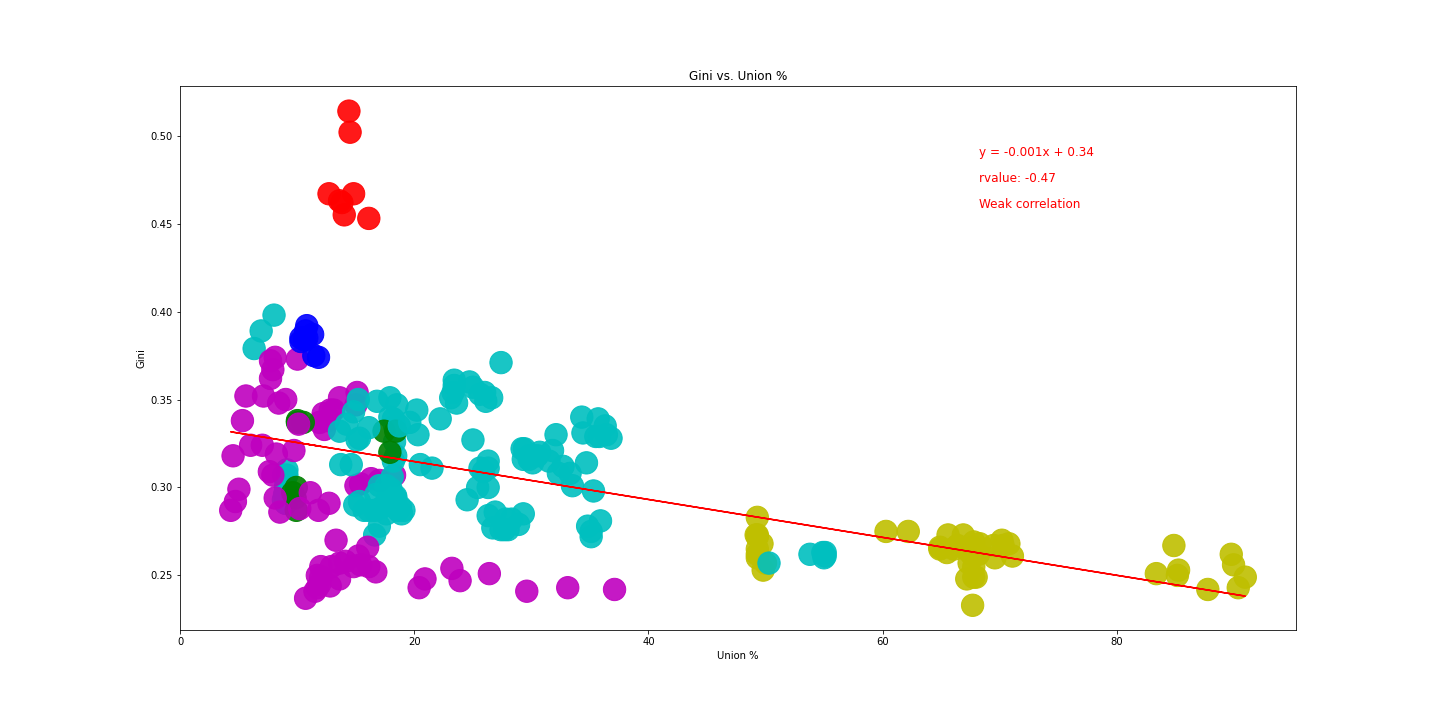 Gini vs. Union %
y = -0.001x + 0.34
rvalue: -0.47
Weak correlation
0.50
0.45
0.40
0.35
0.30
0.25
Gini
0 20 40 60 80
Union %